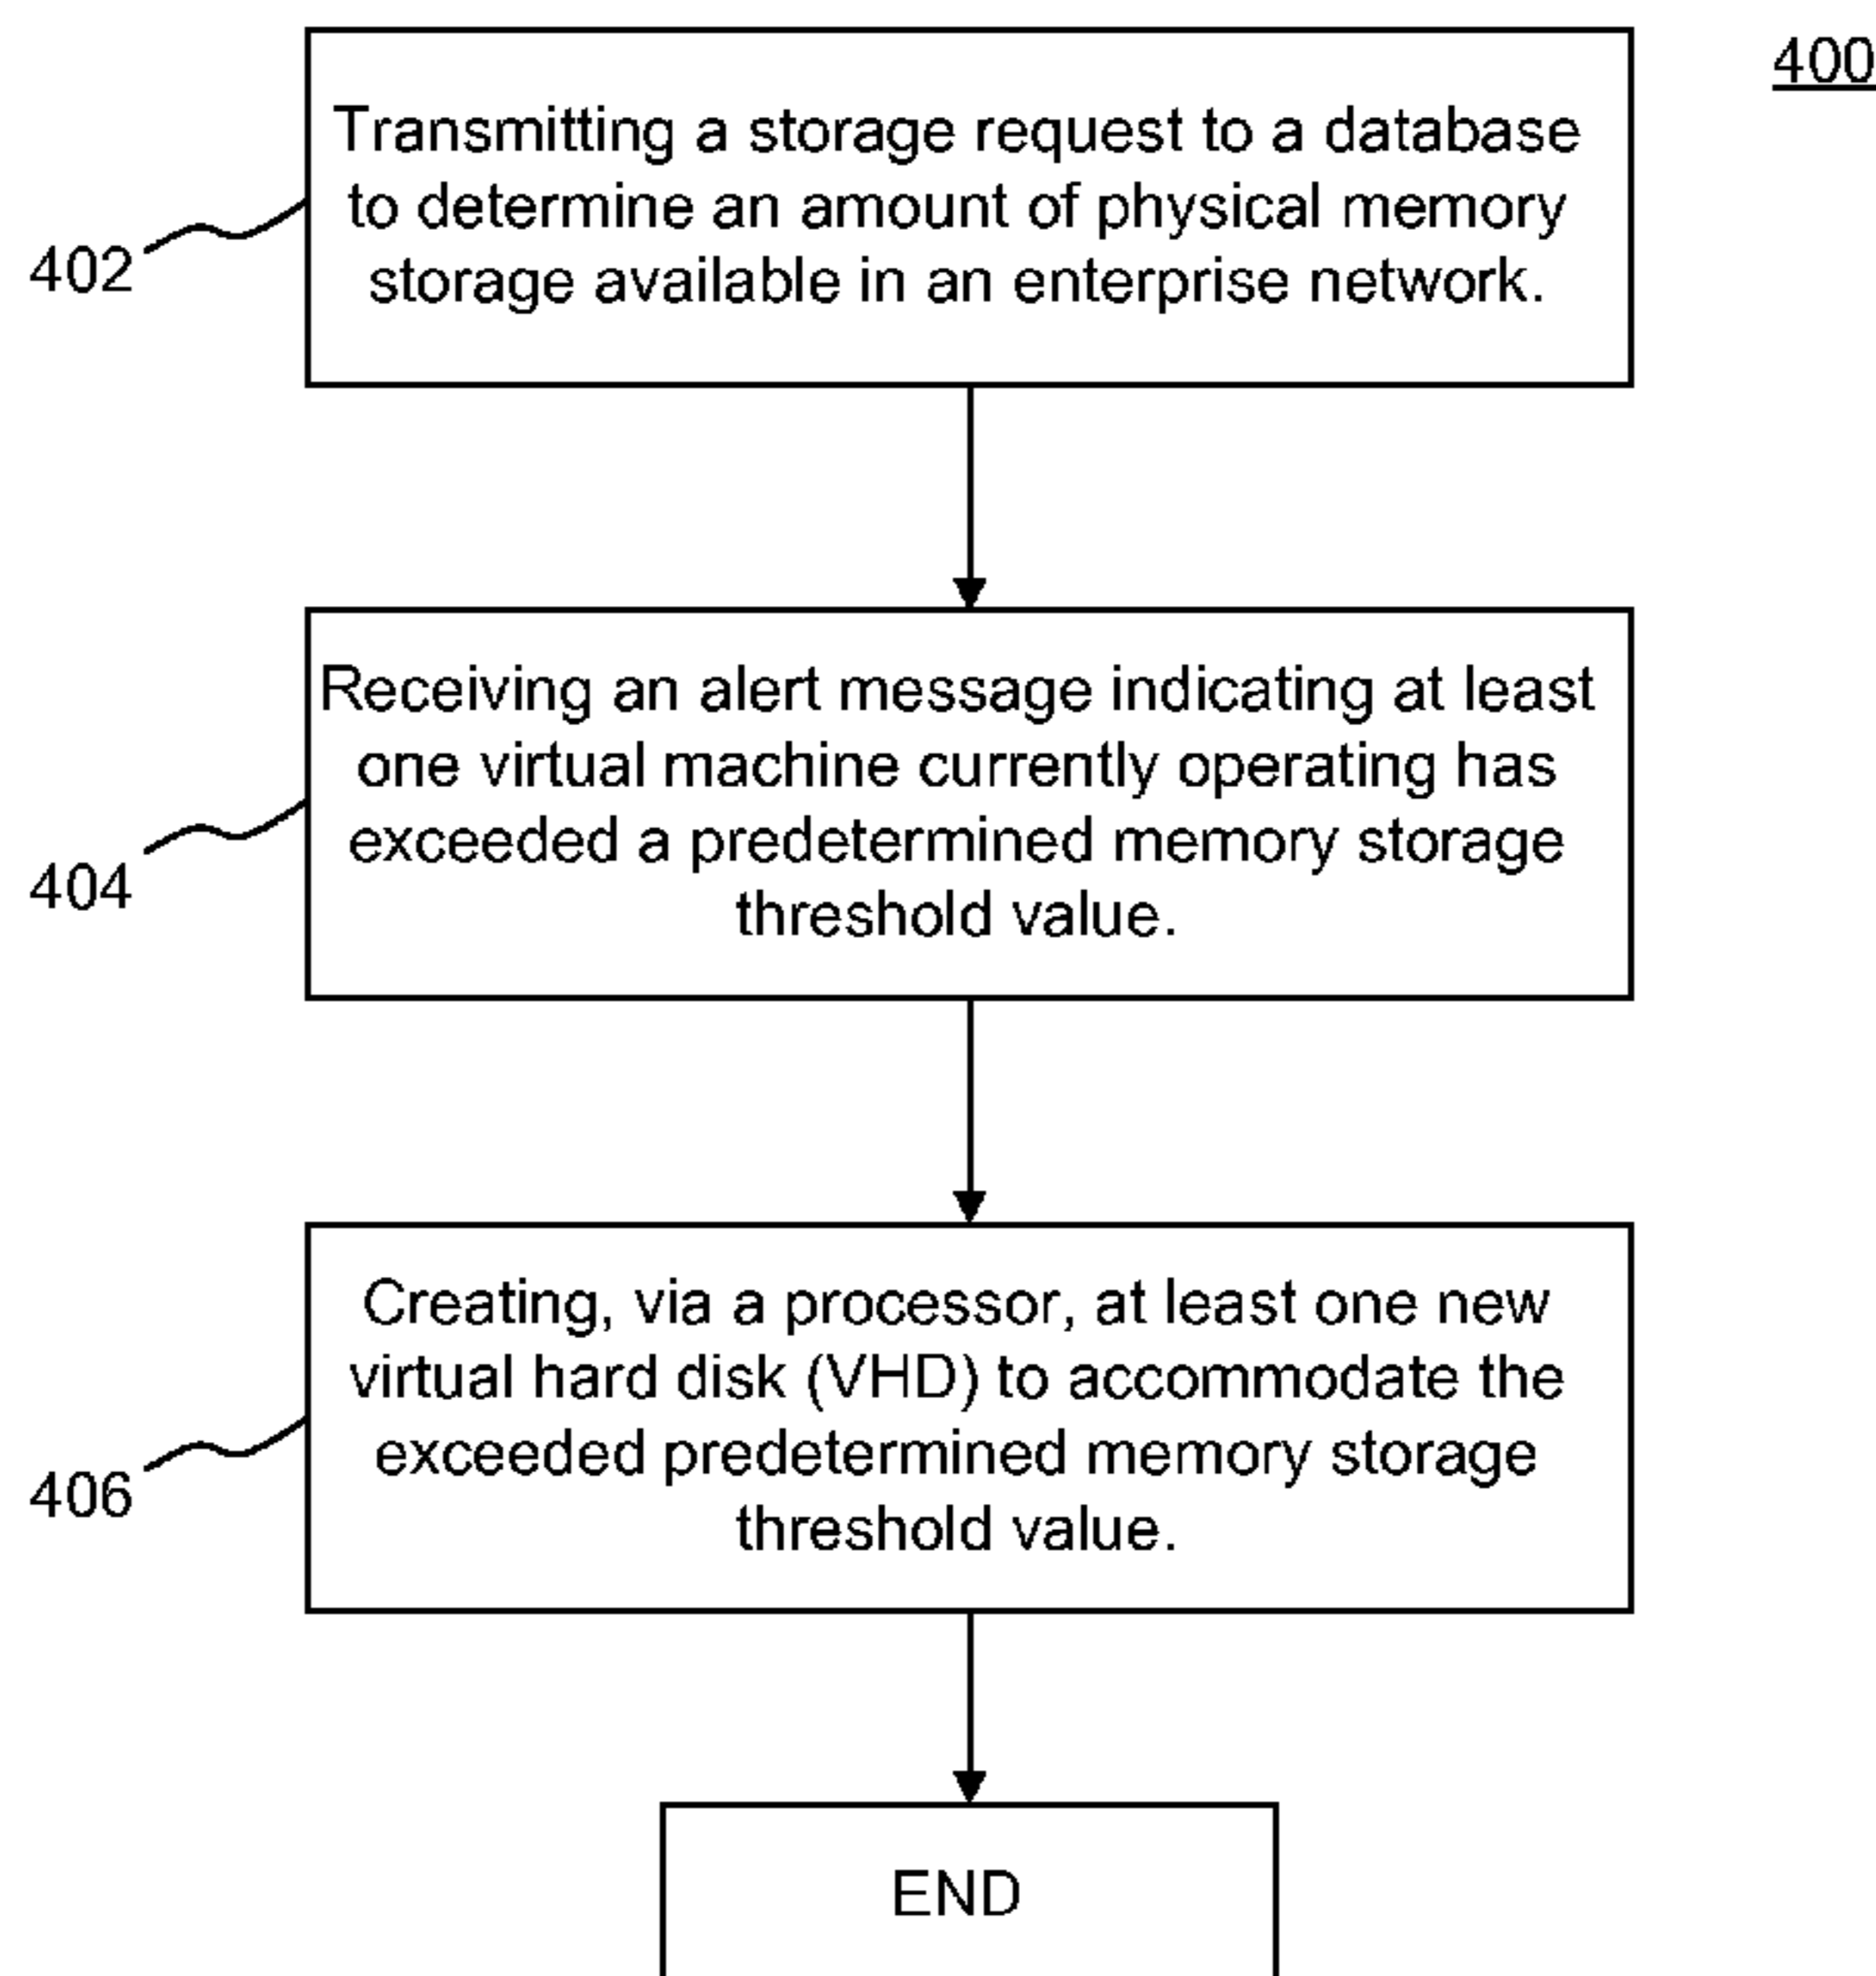 400
Transmitting a storage request to a database
to determine an amount of physical memory
storage available in an enterprise network.
402
Receiving an alert message indicating at least
one virtual machine currently operating has
exceeded a predetermined memory storage
threshold value.
404
Creating, via a processor, at least one new
virtual hard disk (VHD) to accommodate the
exceeded predetermined memory storage
threshold value.
406
END